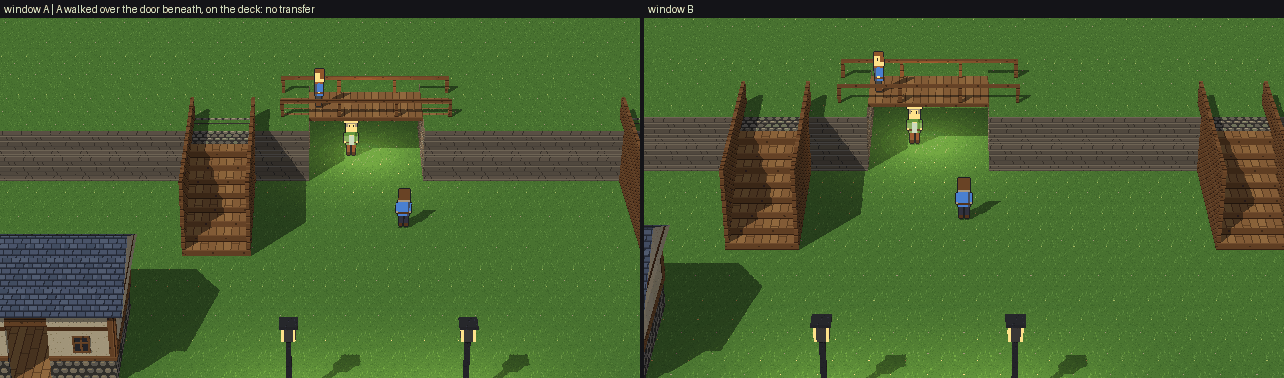 window A | A walked over the door beneath, on the deck: no transfer
window B